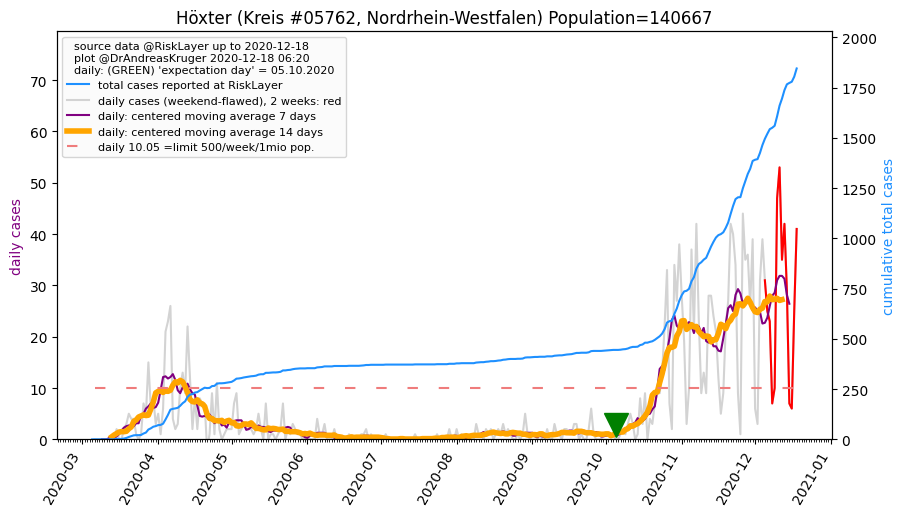 Höxter (Kreis #05762, Nordrhein-Westfalen) Population=140667
source data @RiskLayer up to 2020-12-18
plot @DrAndreasKruger 2020-12-18 06:20
daily: (GREEN) 'expectation day' = 05.10.2020
total cases reported at RiskLayer
daily cases (weekend-flawed), 2 weeks: red
daily: centered moving average 7 days
daily: centered moving average 14 days
daily 10.05 =limit 500/week/1mio pop.
daily cases
70
60
50
40
30
20
10
0
cumulative total cases
2000
1750
1500
1250
1000
750
500
250
0
2020-03
2020-04
2020-05
2020-06
2020-07
2020-08
2020-09
2020-10
2020-11
2020-12
2021-01